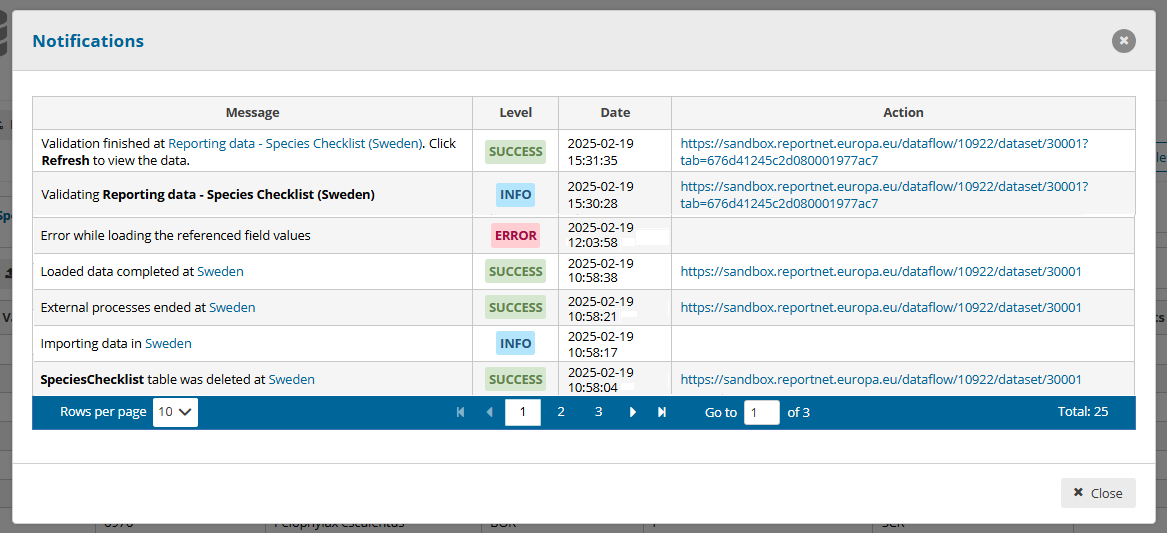 Notifications
Message Level Date Action
Validation finished at Reporting data - Species Checklist (Sweden). Click SUCCESS 2025-02-19 https://sandbox.reportnet.europa.eu/dataflow/10922/dataset/30001?
Refresh to view the data. 15:31:35 tab=676d41245c2d080001977ac7
Validating Reporting data - Species Checklist (Sweden) INFO 2025-02-19 https://sandbox.reportnet.europa.eu/dataflow/10922/dataset/30001?
15:30:28 tab=676d41245c2d080001977ac7
Error while loading the referenced field values ERROR 2025-02-19
12:03:58
Loaded data completed at Sweden SUCCESS 2025-02-19 https://sandbox.reportnet.europa.eu/dataflow/10922/dataset/30001
10:58:38
External processes ended at Sweden SUCCESS 2025-02-19 https://sandbox.reportnet.europa.eu/dataflow/10922/dataset/30001
10:58:21
Importing data in Sweden INFO 2025-02-19
10:58:17
SpeciesChecklist table was deleted at Sweden SUCCESS 2025-02-19 https://sandbox.reportnet.europa.eu/dataflow/10922/dataset/30001
10:58:04
Rows per page 10 1 2 3 Go to 1 of 3 Total: 25
Close